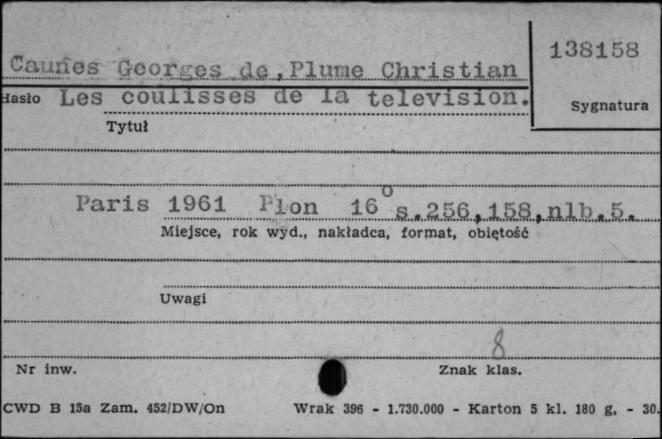 138158
Caunes Georges de, Plume Christian
Hasło Les coulisses de la television. Sygnatura
Tytuł
Paris 1961 Plon 16° s.256,158,nlb.5.
Miejsce, rok wyd., nakładca, format, objętość
Uwagi
8
Nr inw. Znak klas.
CWD B 15a Zam. 452/DW/On Wrak 396 - 1.730.000 - Karton 5 kl. 180 g. - 30.